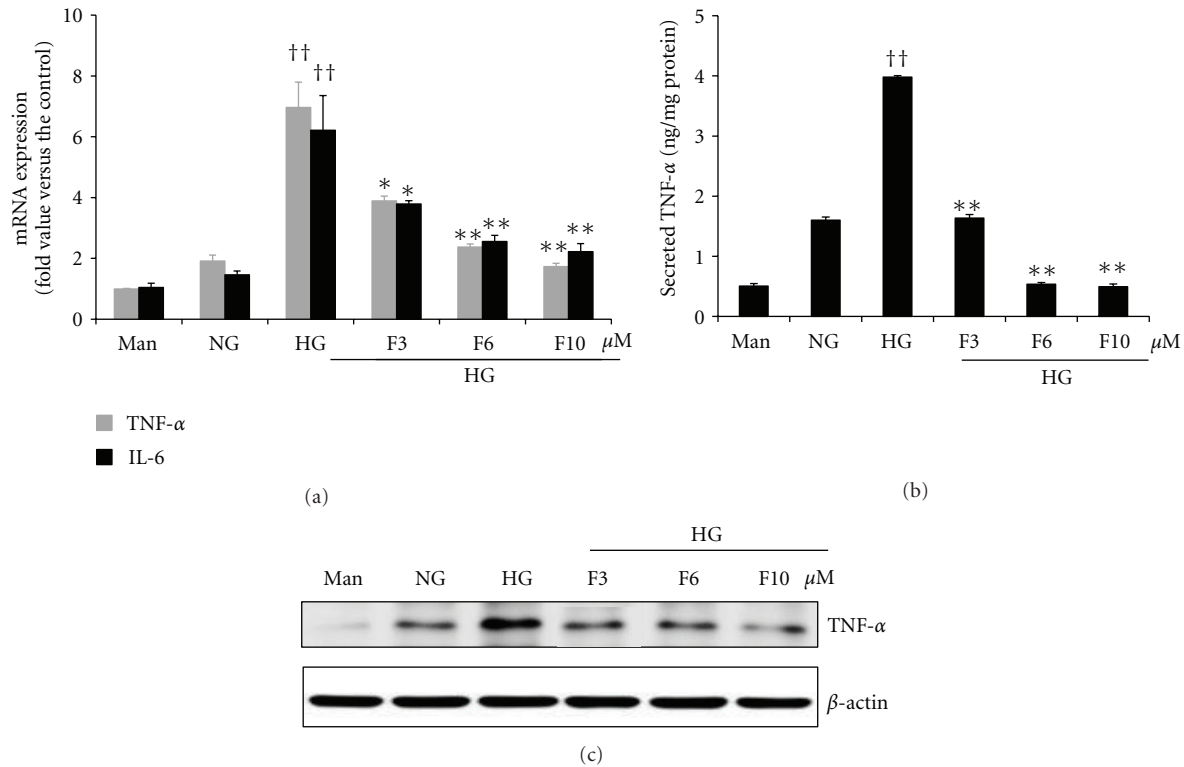 mRNA expression
(fold value versus the control)
10
8
6
4
2
0
††
††
*
*
**
**
**
**
Man
NG
HG
F3
F6
F10
μM
HG
TNF-α
IL-6
(a)
Secreted TNF-α (ng/mg protein)
5
4
3
2
1
0
††
**
**
**
Man
NG
HG
F3
F6
F10
μM
HG
(b)
HG
Man
NG
HG
F3
F6
F10
μM
TNF-α
β-actin
(c)